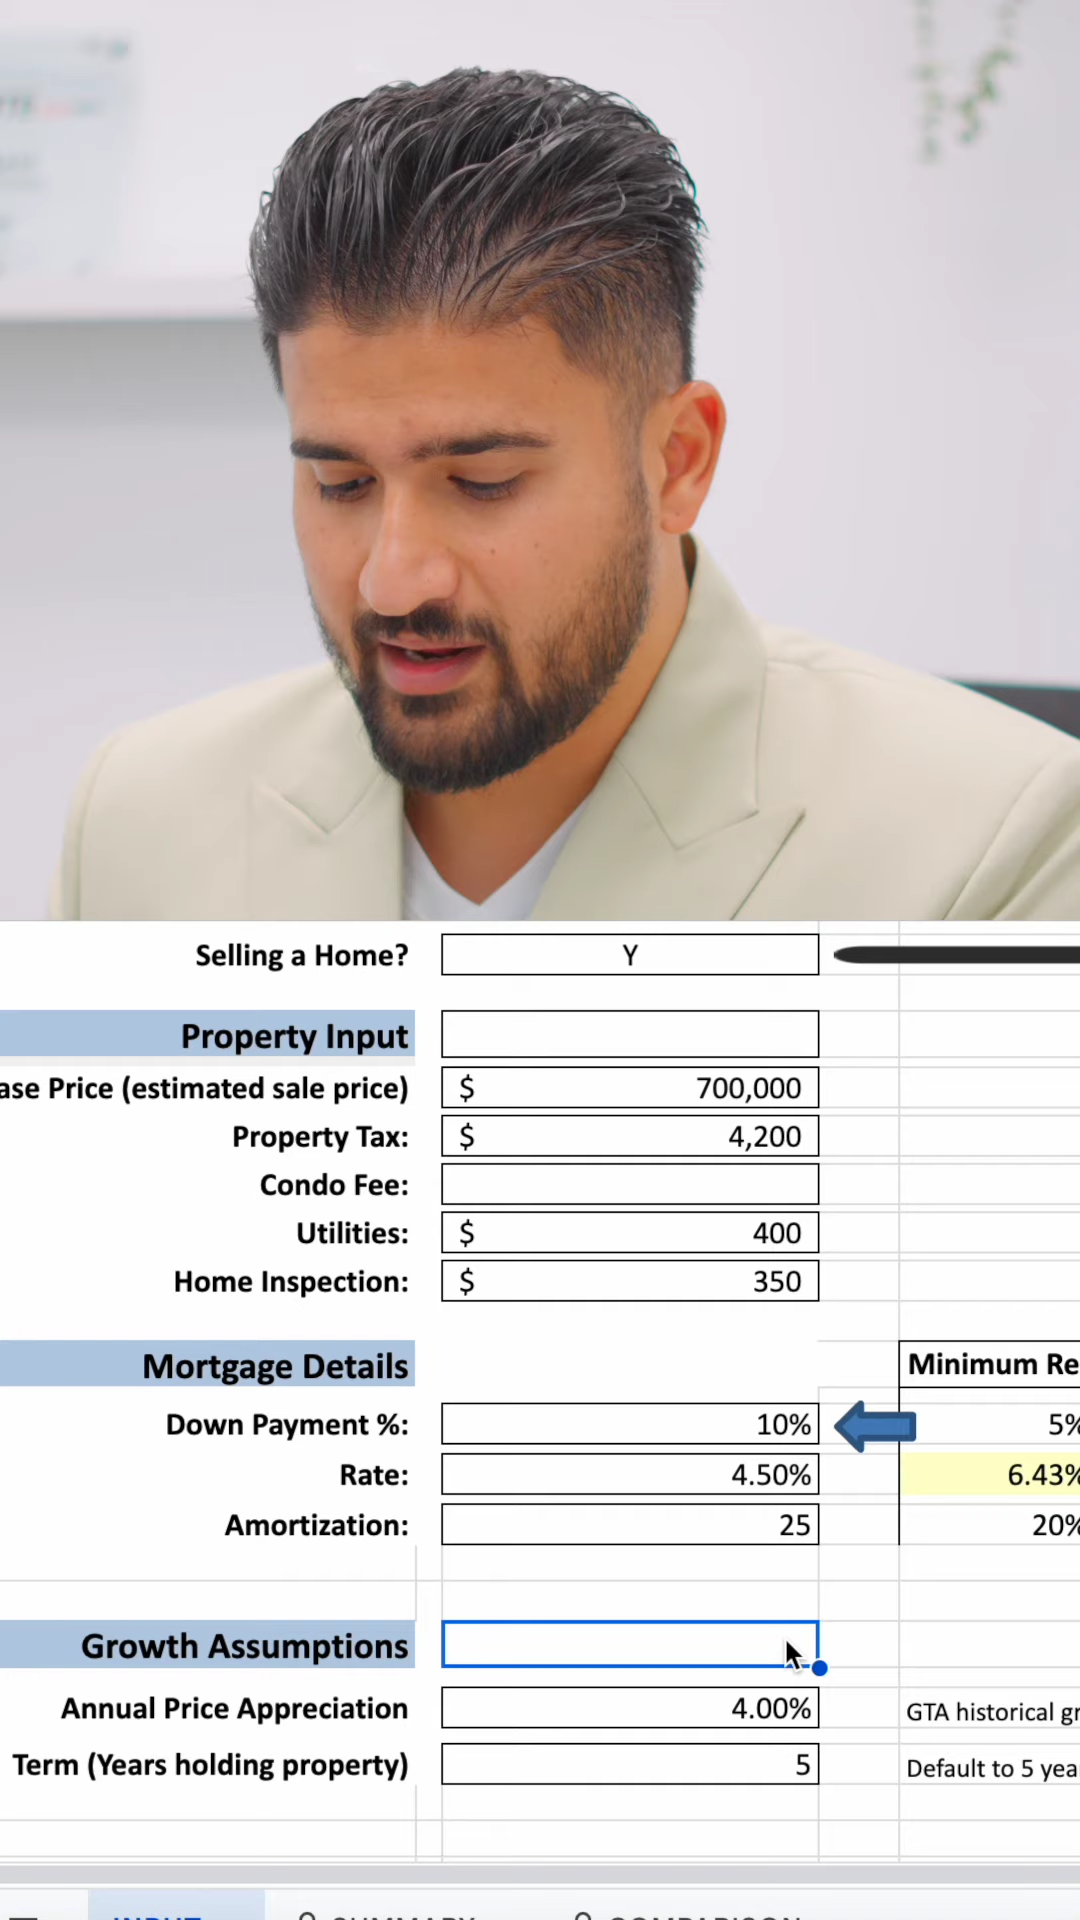 Selling a Home? Y
Property Input
ase Price (estimated sale price) $ 700,000
Property Tax: $ 4,200
Condo Fee:
Utilities: $ 400
Home Inspection: $ 350
Mortgage Details Minimum Re
Down Payment %: 10% 5%
Rate: 4.50% 6.43%
Amortization: 25 20%
Growth Assumptions
Annual Price Appreciation 4.00% GTA historical gr
Term (Years holding property) 5 Default to 5 yea
INPUT SUMMARY COMPARISON